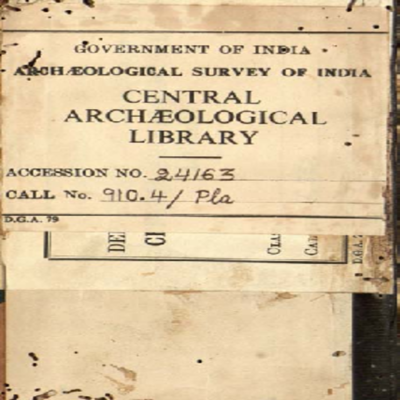 GOVERNMENT OF INDIA
ARCHÆOLOGICAL SURVEY OF INDIA
CENTRAL
ARCHÆOLOGICAL
LIBRARY
ACCESSION NO. 24163
CALL No. 910.4/ Pla
D.G.A. 79